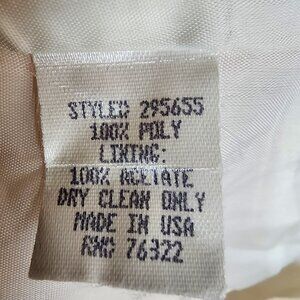 STYLE# 295655
100% POLY
LINING:
100% ACETATE
DRY CLEAN ONLY
MADE IN USA
RN# 76322